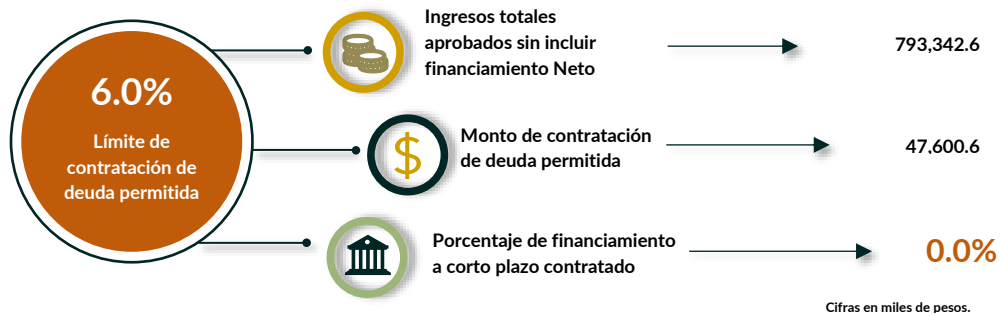 6.0%
Límite de
contratación de
deuda permitida
Ingresos totales
aprobados sin incluir
financiamiento Neto
793,342.6
$
Monto de contratación
de deuda permitida
47,600.6
Porcentaje de financiamiento
a corto plazo contratado
0.0%
Cifras en miles de pesos.